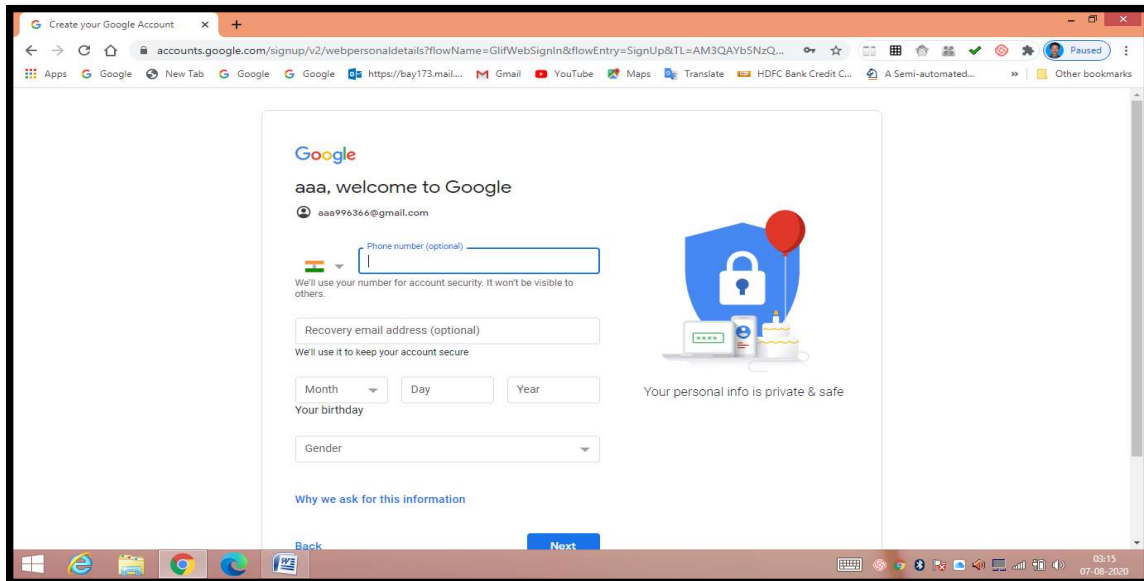 Create your Google Account
accounts.google.com/signup/v2/webpersonaldetails?flowName=GlifWebSignIn&flowEntry=SignUp&TL=AM3QAYb5NzQ...
Paused
Apps Google New Tab Google Google https://bay173.mail.... Gmail YouTube Maps Translate HDFC Bank Credit C... A Semi-automated... » Other bookmarks
Google
aaa, welcome to Google
aaa996366@gmail.com
Phone number (optional)
We'll use your number for account security. It won't be visible to
others.
Recovery email address (optional)
We'll use it to keep your account secure
Month Day Year
Your birthday
Gender
Why we ask for this information
Back Next
****
Your personal info is private & safe
03:15
07-08-2020